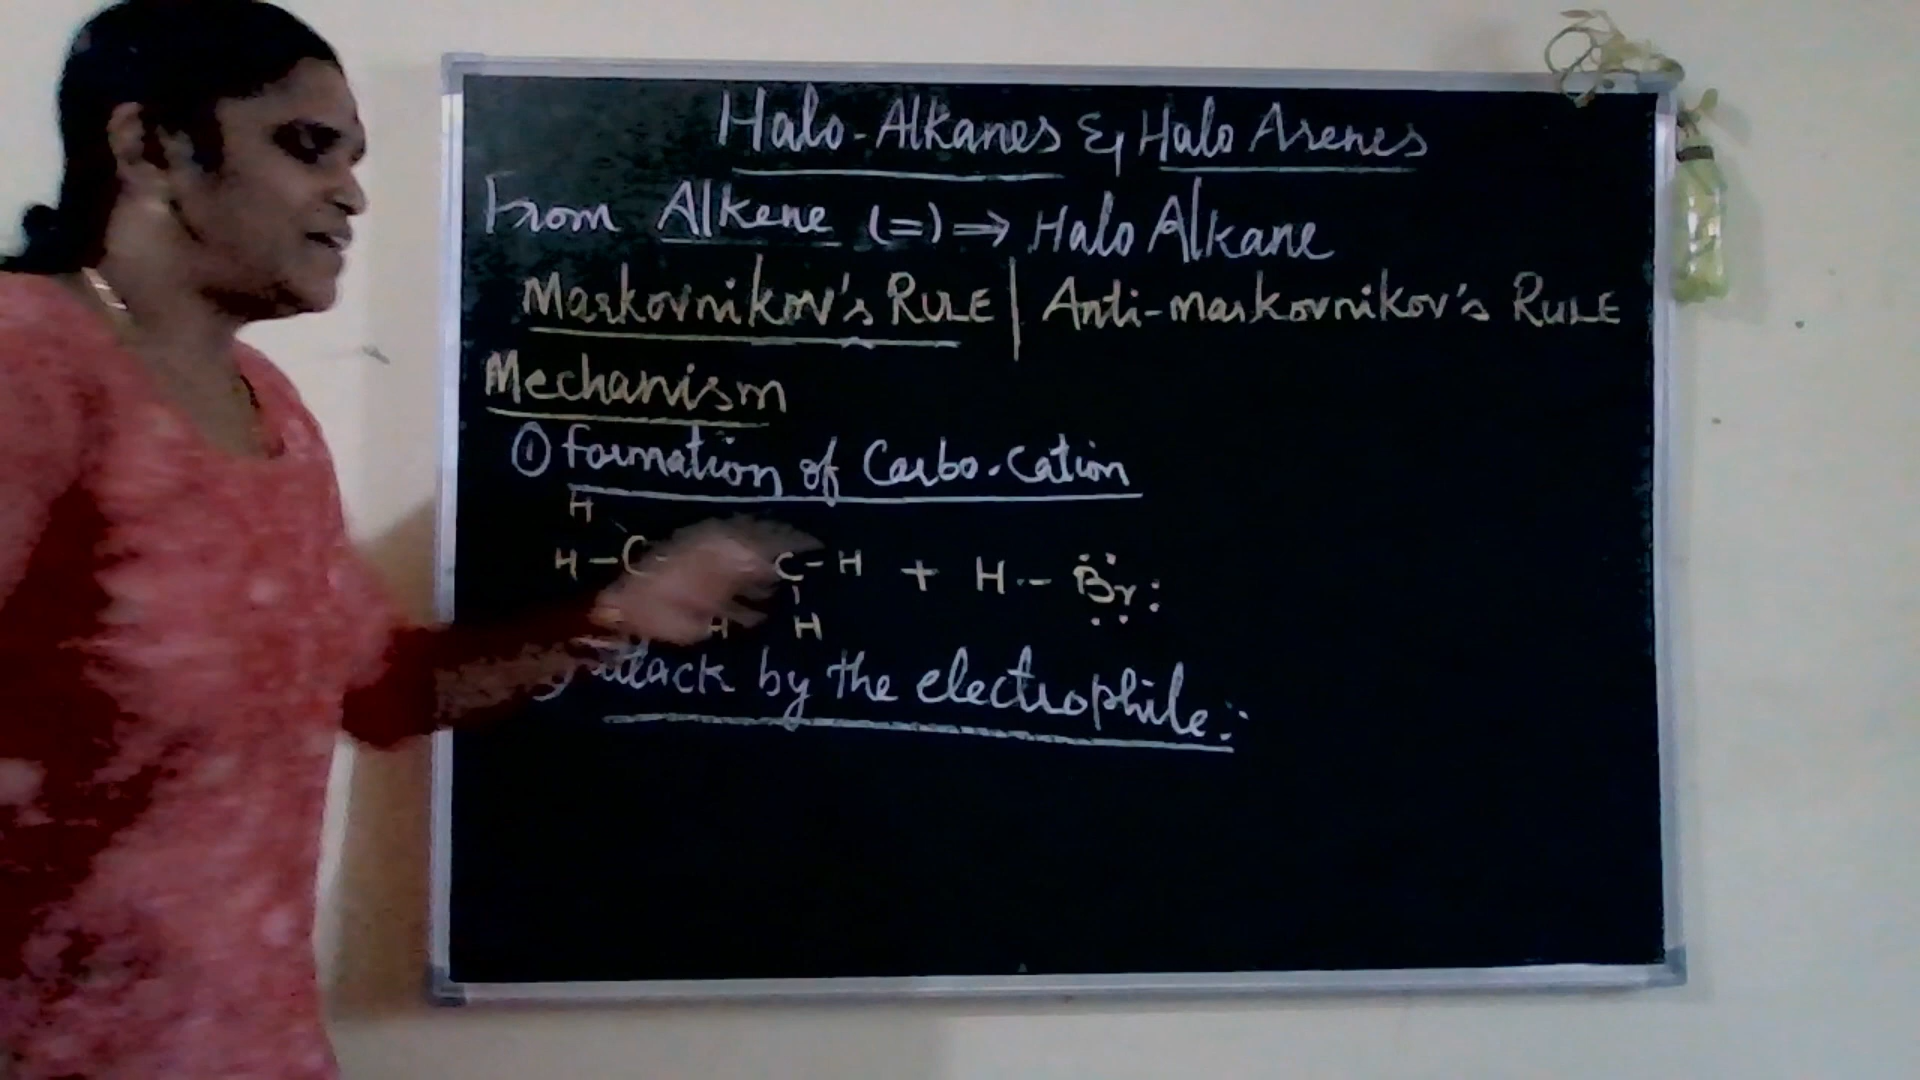 Halo-Alkanes & Halo Arenes
From Alkene (=) ⇒ Halo Alkane
Markovnikov's RULE | Anti-markovnikov's RULE
Mechanism
① Formation of Carbo-Cation
H
H - C - C - H + H - Br
H H
attack by the electrophile: